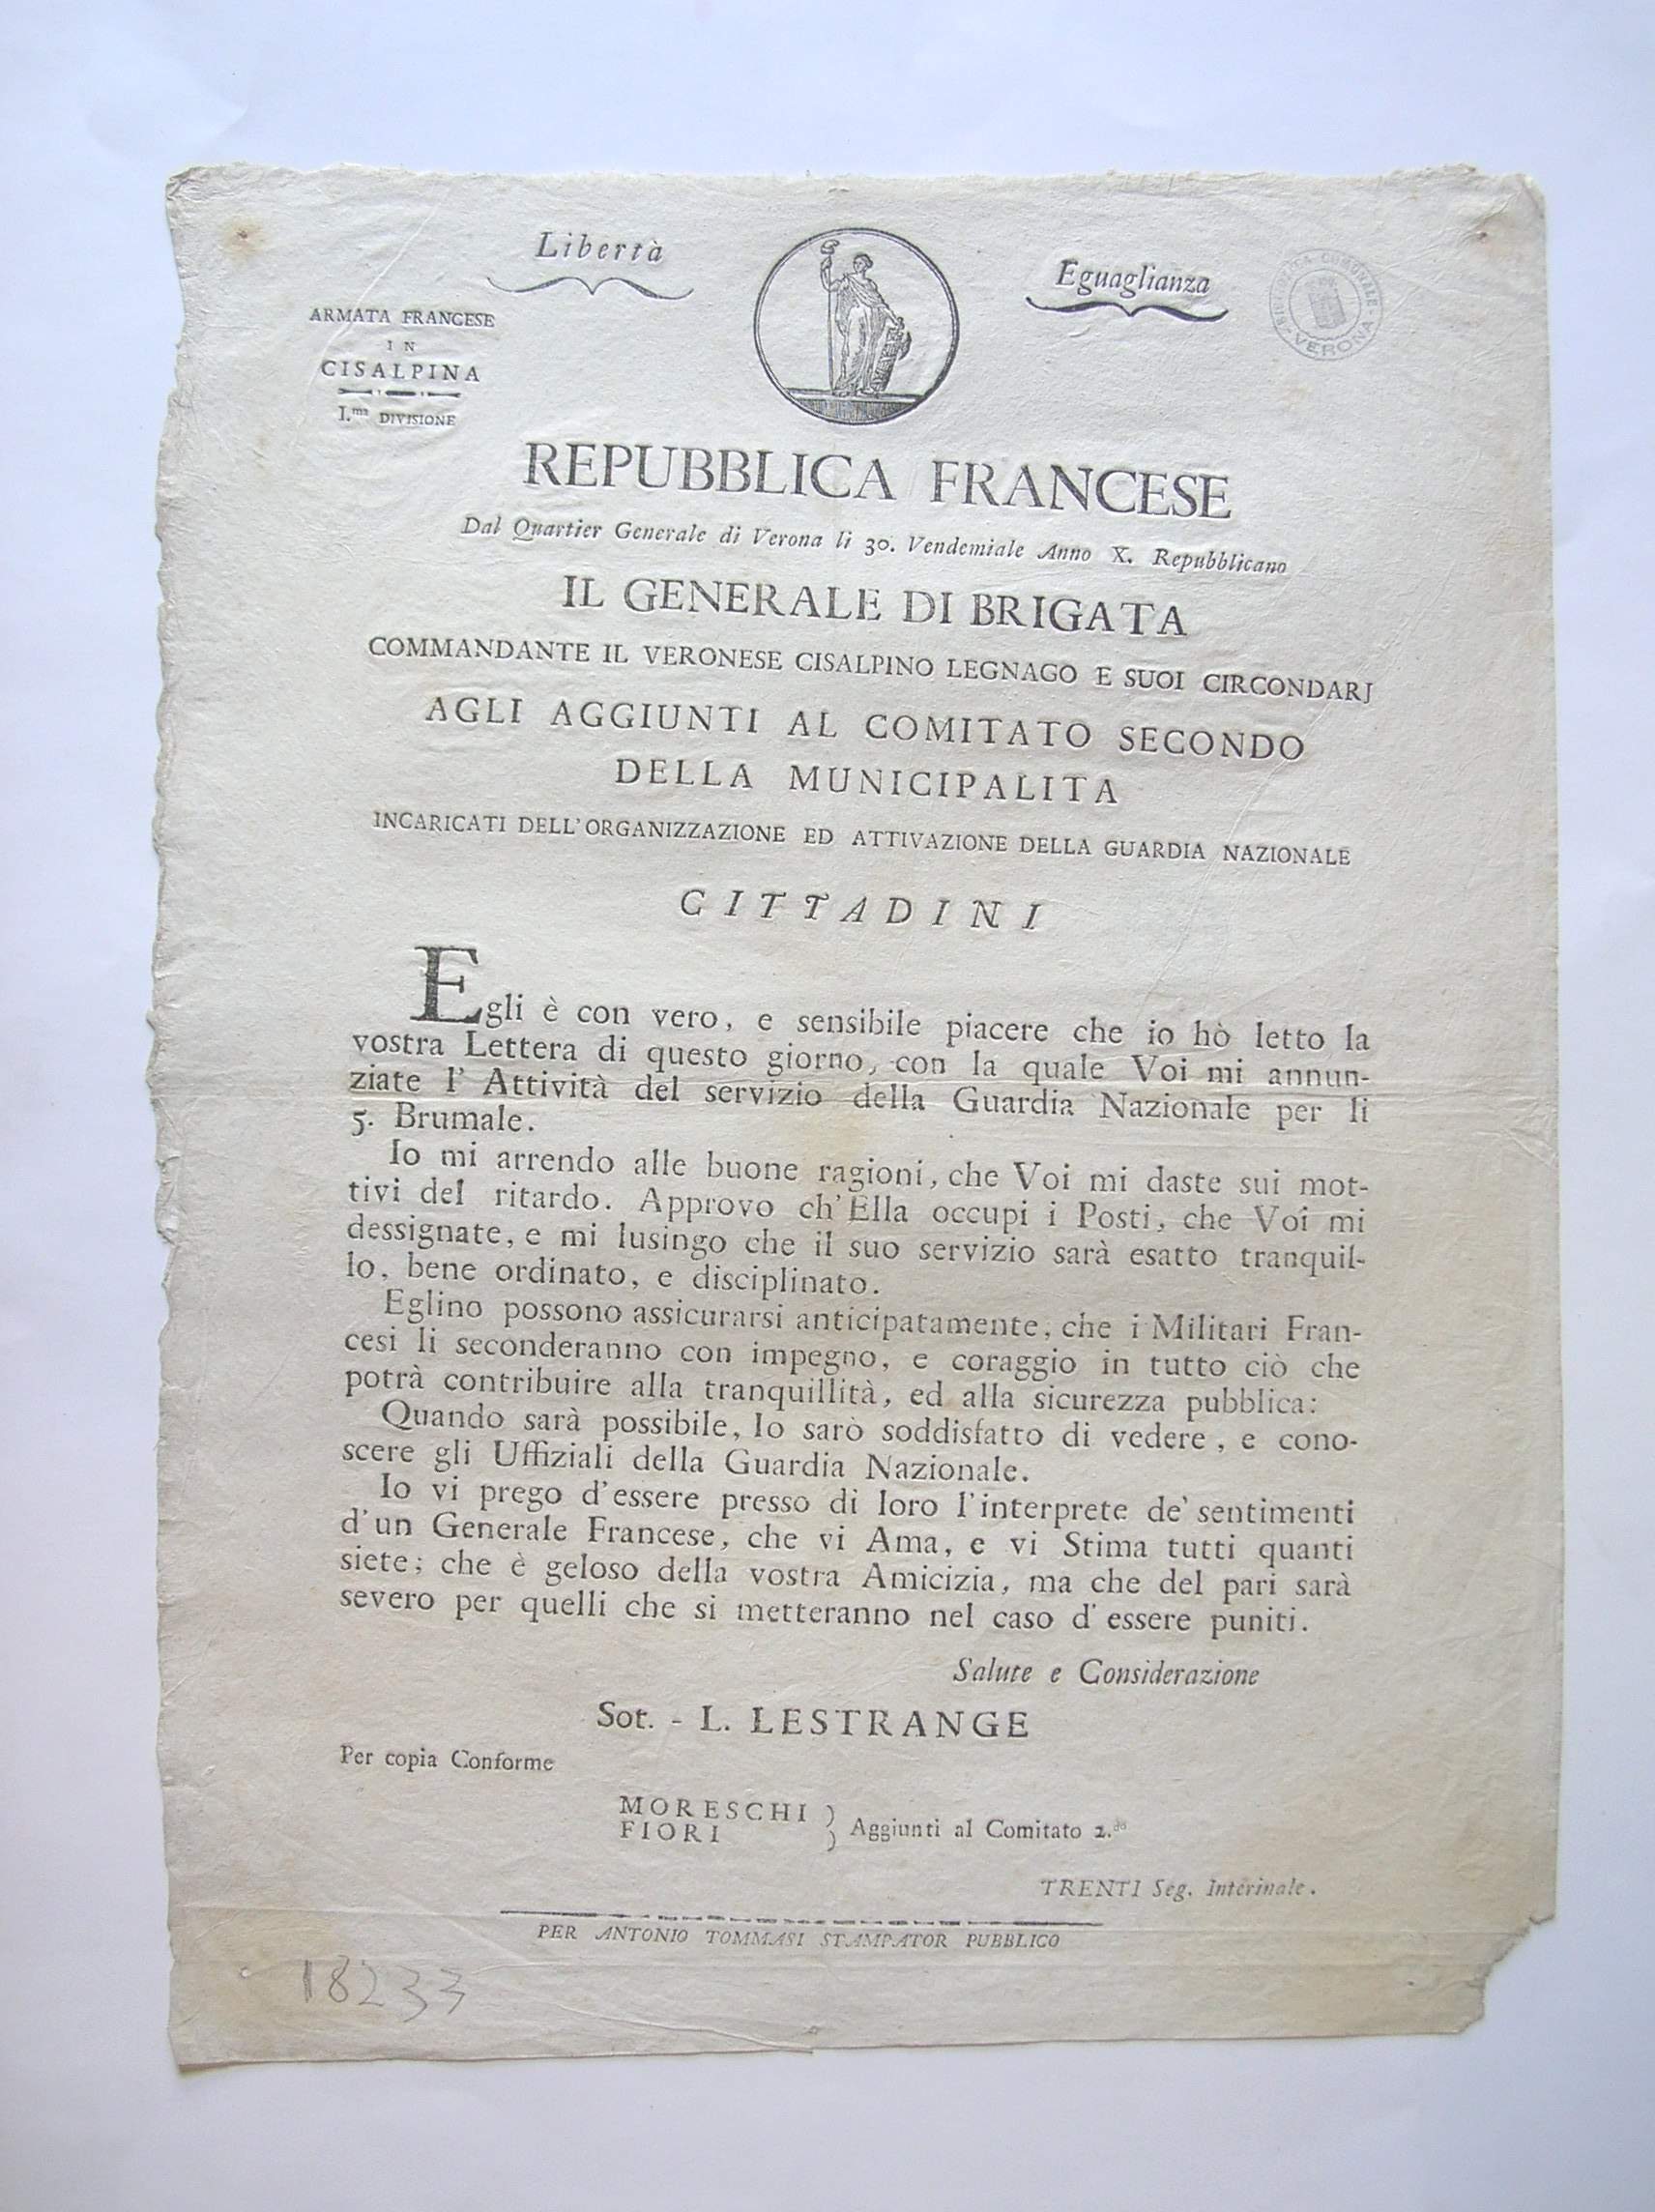 Libertà
Eguaglianza
BIBLIOTECA COMUNALE
VERONA
ARMATA FRANCESE
IN
CISALPINA
I.ma DIVISIONE
REPUBBLICA FRANCESE
Dal Quartier Generale di Verona li 30. Vendemiale Anno X. Repubblicano
IL GENERALE DI BRIGATA
COMMANDANTE IL VERONESE CISALPINO LEGNAGO E SUOI CIRCONDARJ
AGLI AGGIUNTI AL COMITATO SECONDO
DELLA MUNICIPALITA
INCARICATI DELL'ORGANIZZAZIONE ED ATTIVAZIONE DELLA GUARDIA NAZIONALE
CITTADINI
Egli è con vero, e sensibile piacere che io hò letto la
vostra Lettera di questo giorno, con la quale Voi mi annun-
ziate l' Attività del servizio della Guardia Nazionale per li
5. Brumale.
Io mi arrendo alle buone ragioni, che Voi mi daste sui mot-
tivi del ritardo. Approvo ch' Ella occupi i Posti, che Voi mi
dessignate, e mi lusingo che il suo servizio sarà esatto tranquil-
lo, bene ordinato, e disciplinato.
Eglino possono assicurarsi anticipatamente, che i Militari Fran-
cesi li seconderanno con impegno, e coraggio in tutto ciò che
potrà contribuire alla tranquillità, ed alla sicurezza pubblica:
Quando sarà possibile, Io sarò soddisfatto di vedere, e cono-
scere gli Uffiziali della Guardia Nazionale.
Io vi prego d'essere presso di loro l'interprete de' sentimenti
d'un Generale Francese, che vi Ama, e vi Stima tutti quanti
siete; che è geloso della vostra Amicizia, ma che del pari sarà
severo per quelli che si metteranno nel caso d' essere puniti.
Salute e Considerazione
Sot. - L. LESTRANGE
Per copia Conforme
MORESCHI
FIORI
} Aggiunti al Comitato 2.do
TRENTI Seg. Interinale.
PER ANTONIO TOMMASI STAMPATOR PUBBLICO
18233